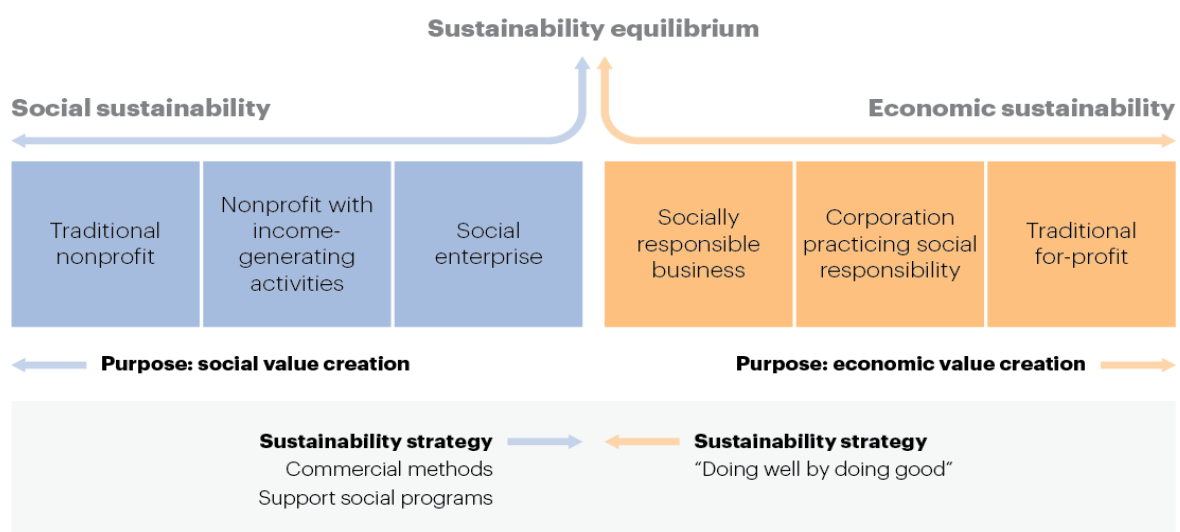 Sustainability equilibrium
Social sustainability
Economic sustainability
Traditional
nonprofit
Nonprofit with
income-
generating
activities
Social
enterprise
Socially
responsible
business
Corporation
practicing social
responsibility
Traditional
for-profit
Purpose: social value creation
Purpose: economic value creation
Sustainability strategy
Commercial methods
Support social programs
Sustainability strategy
“Doing well by doing good”